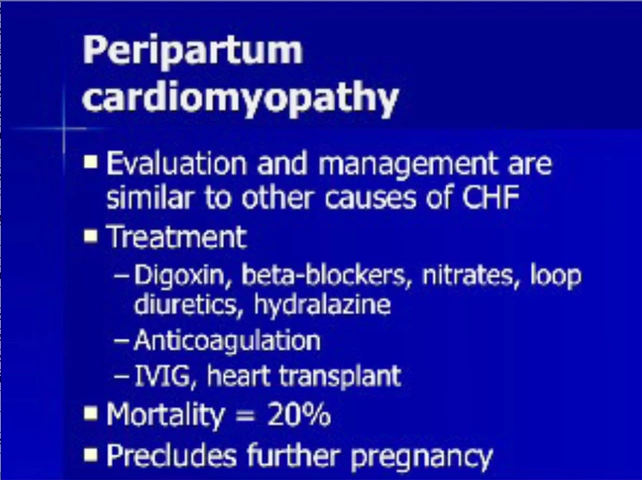 Peripartum
cardiomyopathy
Evaluation and management are
similar to other causes of CHF
Treatment
– Digoxin, beta-blockers, nitrates, loop
diuretics, hydralazine
– Anticoagulation
– IVIG, heart transplant
Mortality = 20%
Precludes further pregnancy